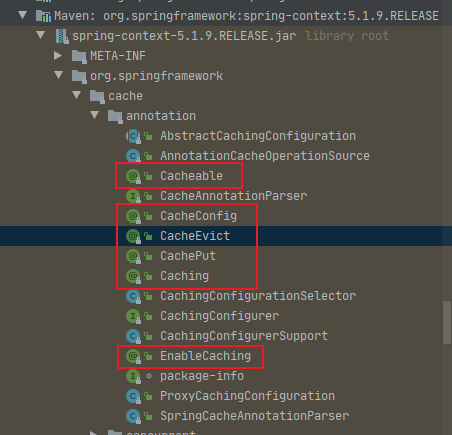 Maven: org.springframework:spring-context:5.1.9.RELEASE
spring-context-5.1.9.RELEASE.jar library root
META-INF
org.springframework
cache
annotation
AbstractCachingConfiguration
AnnotationCacheOperationSource
Cacheable
CacheAnnotationParser
CacheConfig
CacheEvict
CachePut
Caching
CachingConfigurationSelector
CachingConfigurer
CachingConfigurerSupport
EnableCaching
package-info
ProxyCachingConfiguration
SpringCacheAnnotationParser